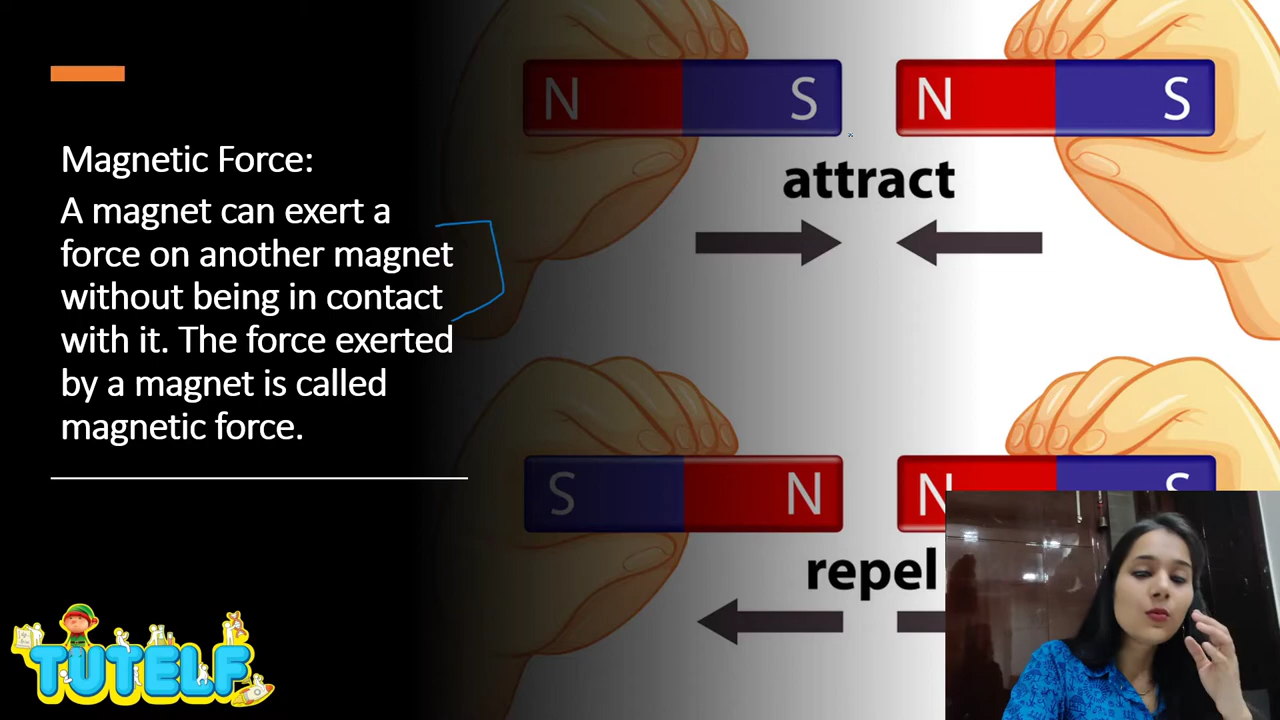 Magnetic Force:
A magnet can exert a
force on another magnet
without being in contact
with it. The force exerted
by a magnet is called
magnetic force.
N S N S
attract
S N N S
repel
TUTELF